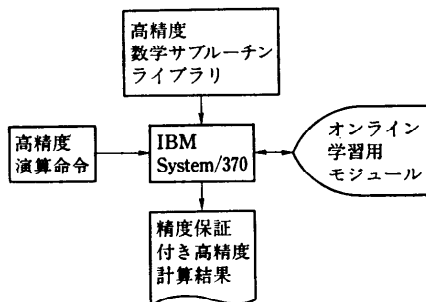 高精度
数学サブルーチン
ライブラリ
高精度
演算命令
IBM
System/370
オンライン
学習用
モジュール
精度保証
付き高精度
計算結果